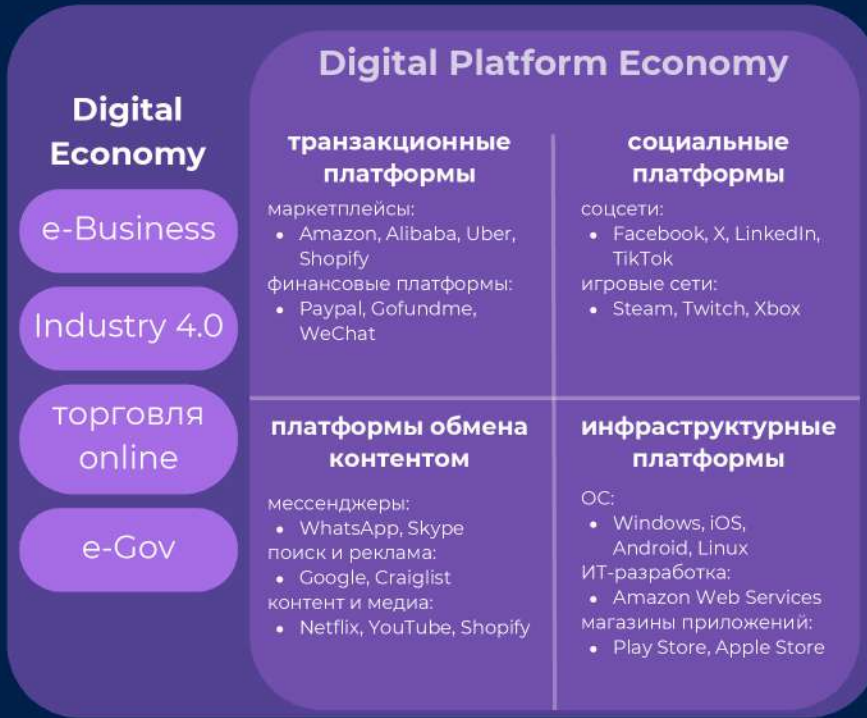 Digital Platform Economy
Digital
Economy
e-Business
Industry 4.0
торговля
online
e-Gov
транзакционные
платформы
маркетплейсы:
• Amazon, Alibaba, Uber,
Shopify
финансовые платформы:
• Paypal, Gofundme,
WeChat
социальные
платформы
соцсети:
• Facebook, X, LinkedIn,
TikTok
игровые сети:
• Steam, Twitch, Xbox
платформы обмена
контентом
мессенджеры:
• WhatsApp, Skype
поиск и реклама:
• Google, Craiglist
контент и медиа:
• Netflix, YouTube, Shopify
инфраструктурные
платформы
ОС:
• Windows, iOS,
Android, Linux
ИТ-разработка:
• Amazon Web Services
магазины приложений:
• Play Store, Apple Store